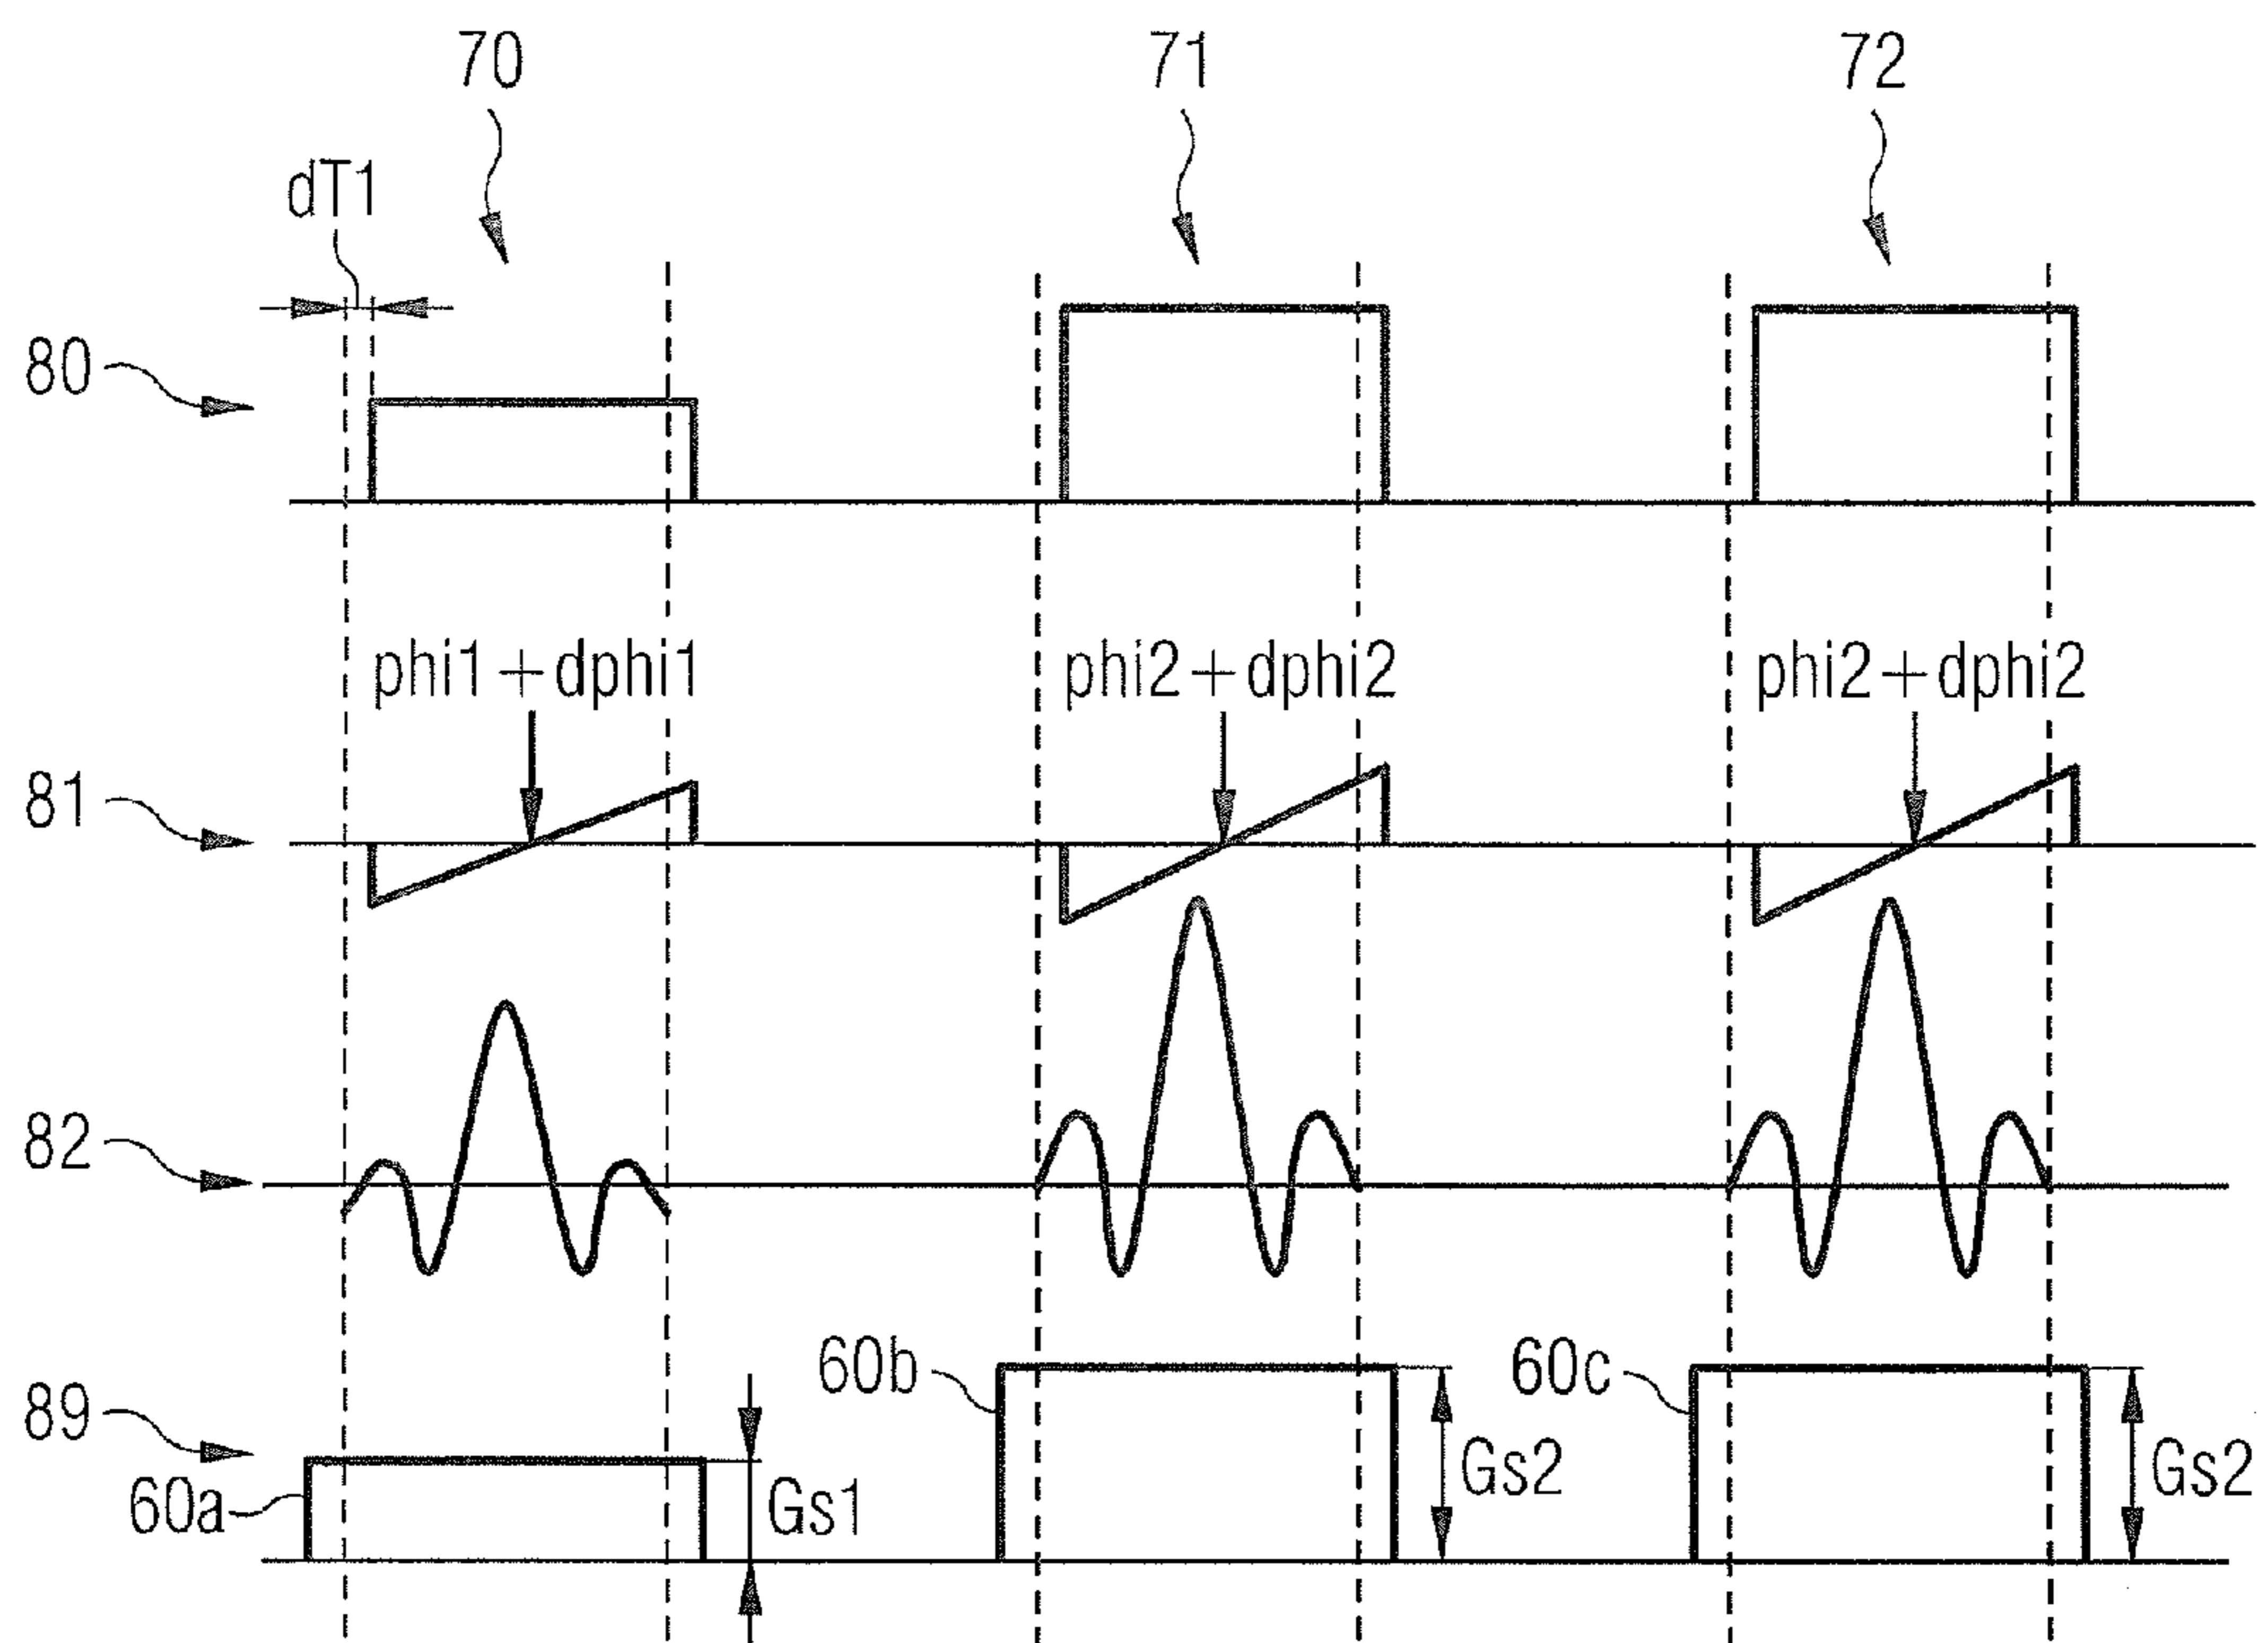 70 71 72
dT1
80
phi1+dphi1 phi2+dphi2 phi2+dphi2
81
82
60b 60c
89
Gs2 Gs2
60a Gs1